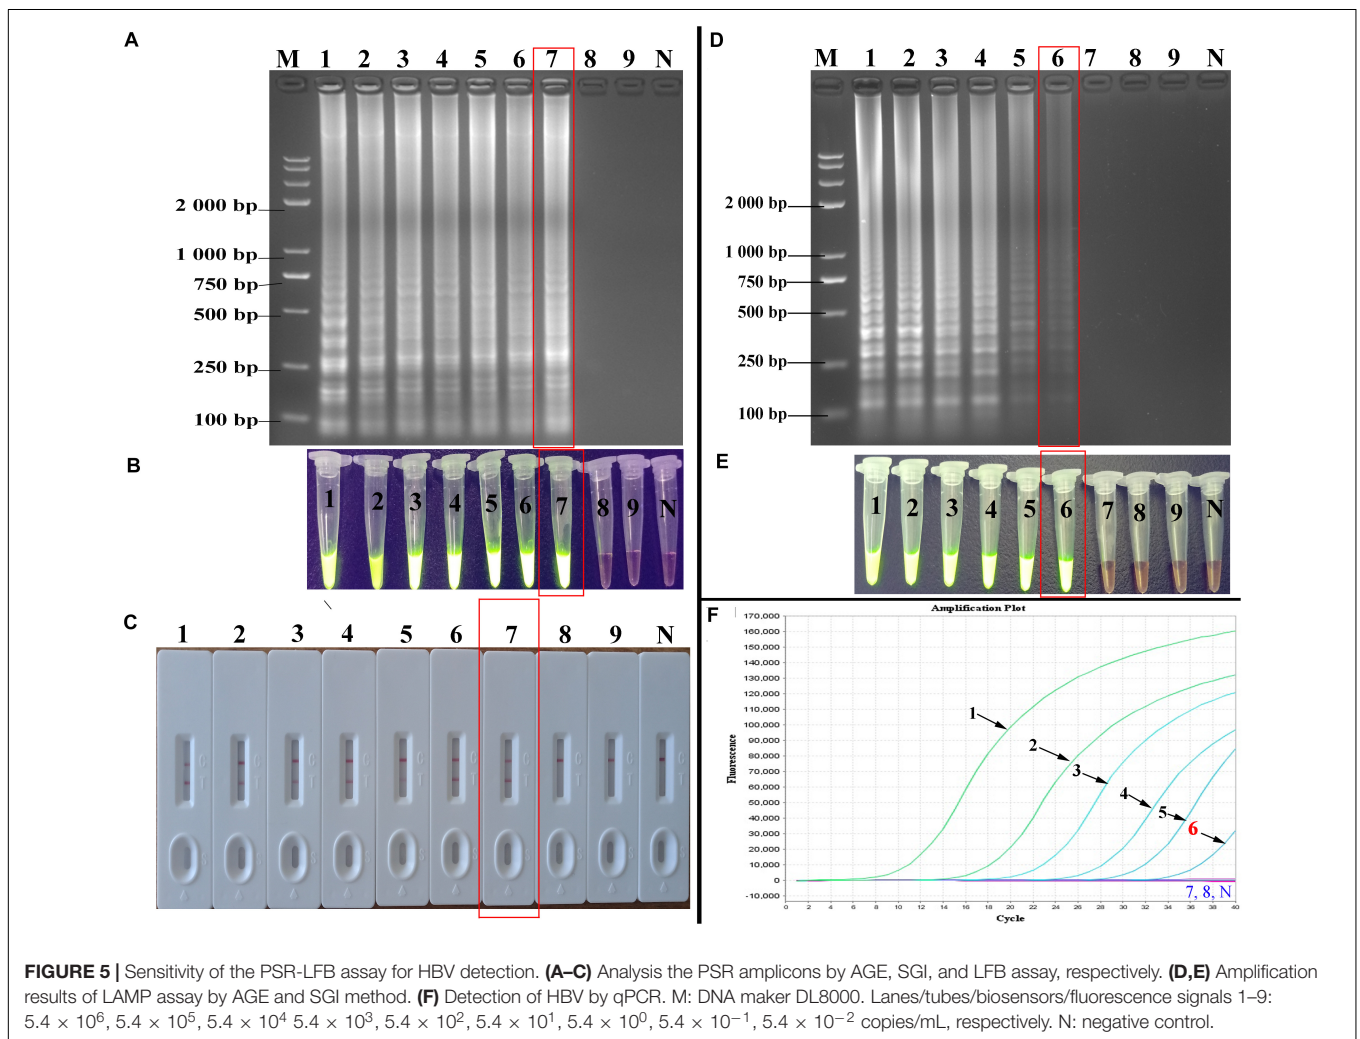 A
M 1 2 3 4 5 6 7 8 9 N
2 000 bp
1 000 bp
750 bp
500 bp
250 bp
100 bp
B
1 2 3 4 5 6 7 8 9 N
C
1 2 3 4 5 6 7 8 9 N
C C C C C
T T T T
D
M 1 2 3 4 5 6 7 8 9 N
2 000 bp
1 000 bp
750 bp
500 bp
250 bp
100 bp
E
1 2 3 4 5 6 7 8 9 N
F
Amplification Plot
170,000
160,000
150,000
140,000
130,000
120,000
110,000
100,000
90,000
80,000
70,000
60,000
50,000
40,000
30,000
20,000
10,000
0
-10,000
Fluorescence
1
2
3
4
5
6
7, 8, N
0 2 4 6 8 10 12 14 16 18 20 22 24 26 28 30 32 34 36 38 40
Cycle
FIGURE 5 | Sensitivity of the PSR-LFB assay for HBV detection. (A–C) Analysis the PSR amplicons by AGE, SGI, and LFB assay, respectively. (D,E) Amplification
results of LAMP assay by AGE and SGI method. (F) Detection of HBV by qPCR. M: DNA maker DL8000. Lanes/tubes/biosensors/fluorescence signals 1–9:
5.4 × 10⁶, 5.4 × 10⁵, 5.4 × 10⁴ 5.4 × 10³, 5.4 × 10², 5.4 × 10¹, 5.4 × 10⁰, 5.4 × 10⁻¹, 5.4 × 10⁻² copies/mL, respectively. N: negative control.